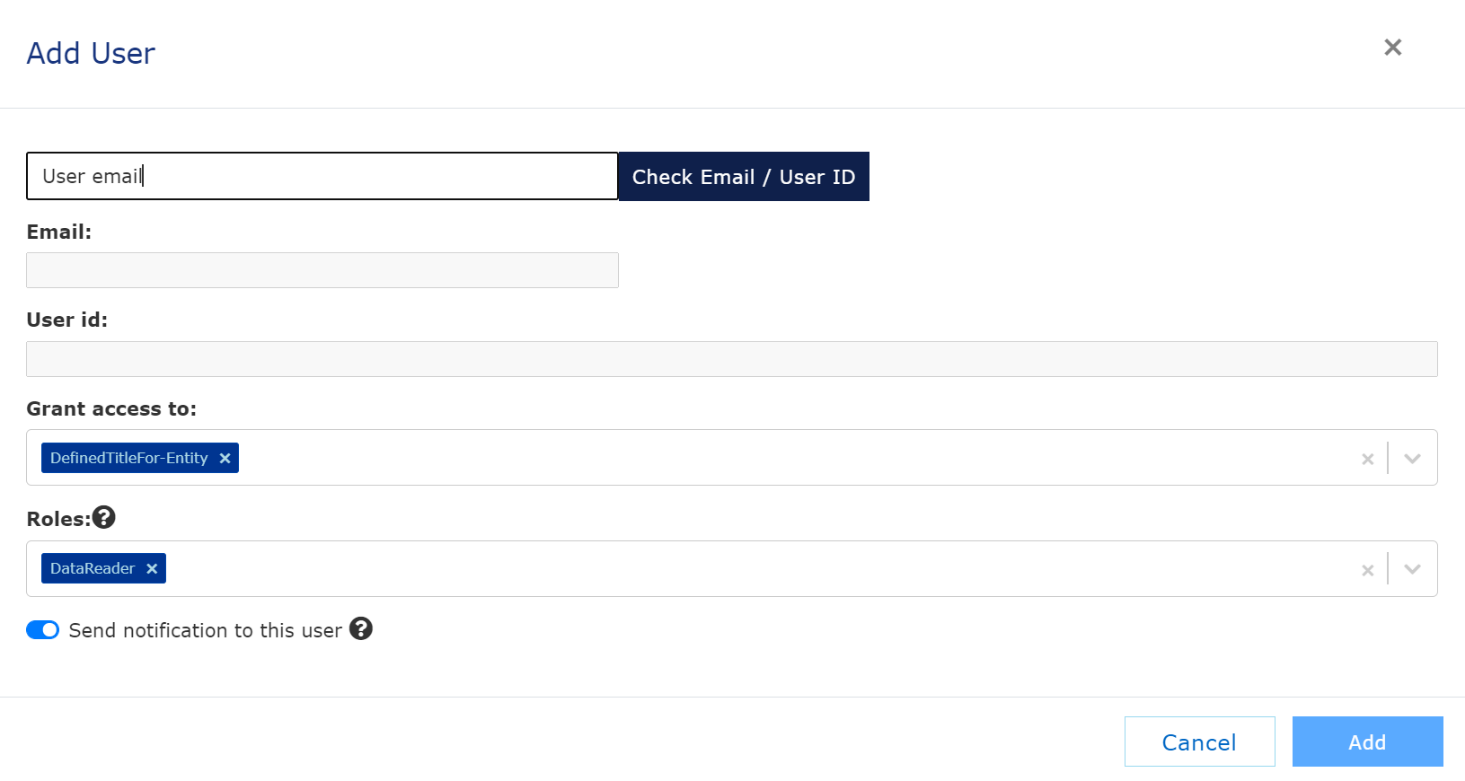 Add User
User email
Check Email / User ID
Email:
User id:
Grant access to:
DefinedTitleFor-Entity
Roles:
DataReader
Send notification to this user
Cancel
Add